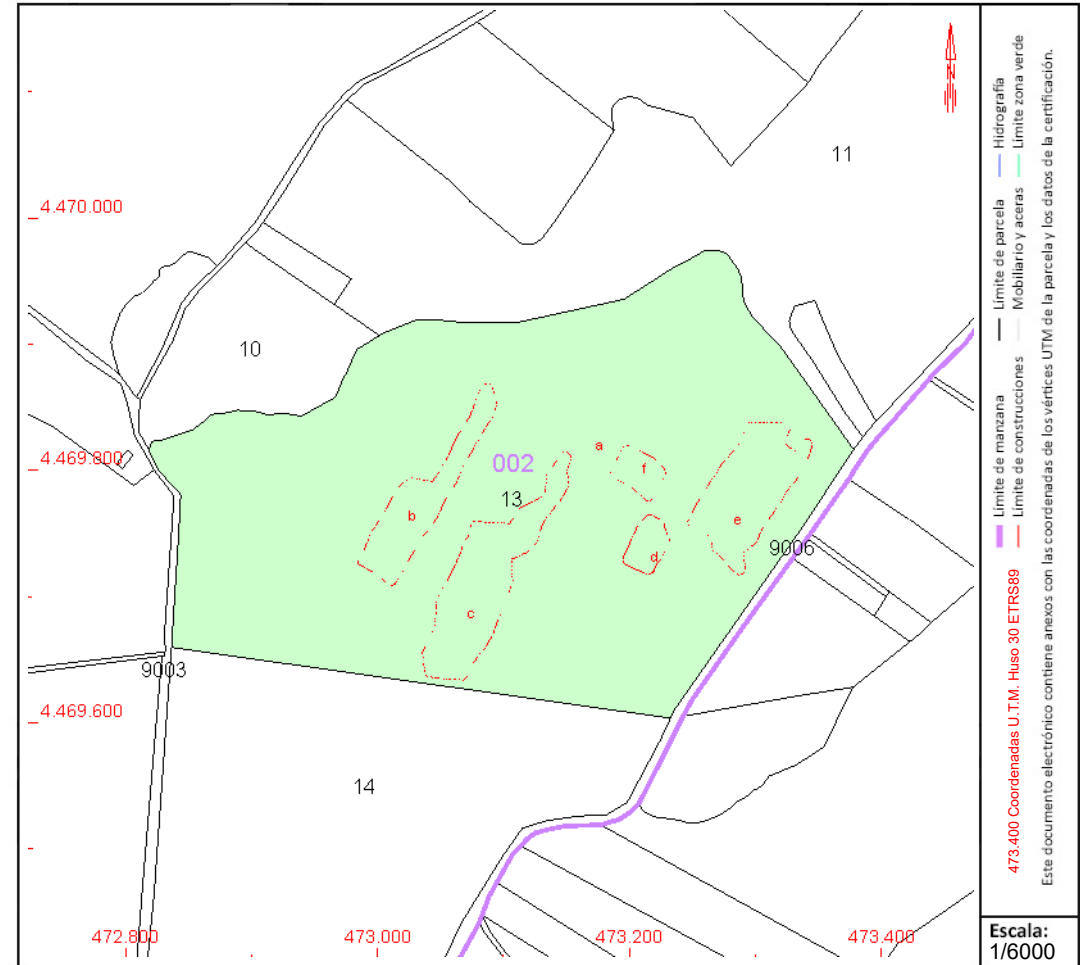 N
11
4.470.000
10
4.469.800
002
a
f
13
b
e
9006
d
c
9003
4.469.600
14
472.800
473.000
473.200
473.400
Límite de manzana
Límite de parcela
Hidrografía
Límite de construcciones
Mobiliario y aceras
Límite zona verde
473.400 Coordenadas U.T.M. Huso 30 ETRS89
Este documento electrónico contiene anexos con las coordenadas de los vértices UTM de la parcela y los datos de la certificación.
Escala:
1/6000